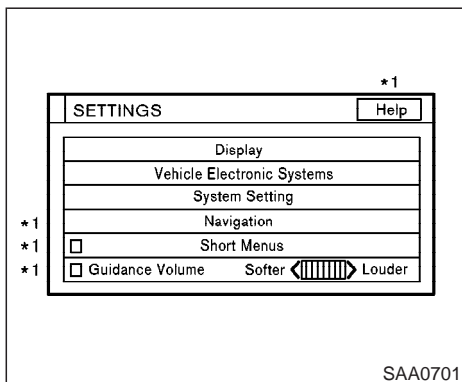 *1
SETTINGS Help
Display
Vehicle Electronic Systems
System Setting
*1 Navigation
*1 Short Menus
*1 Guidance Volume Softer Louder
SAA0701